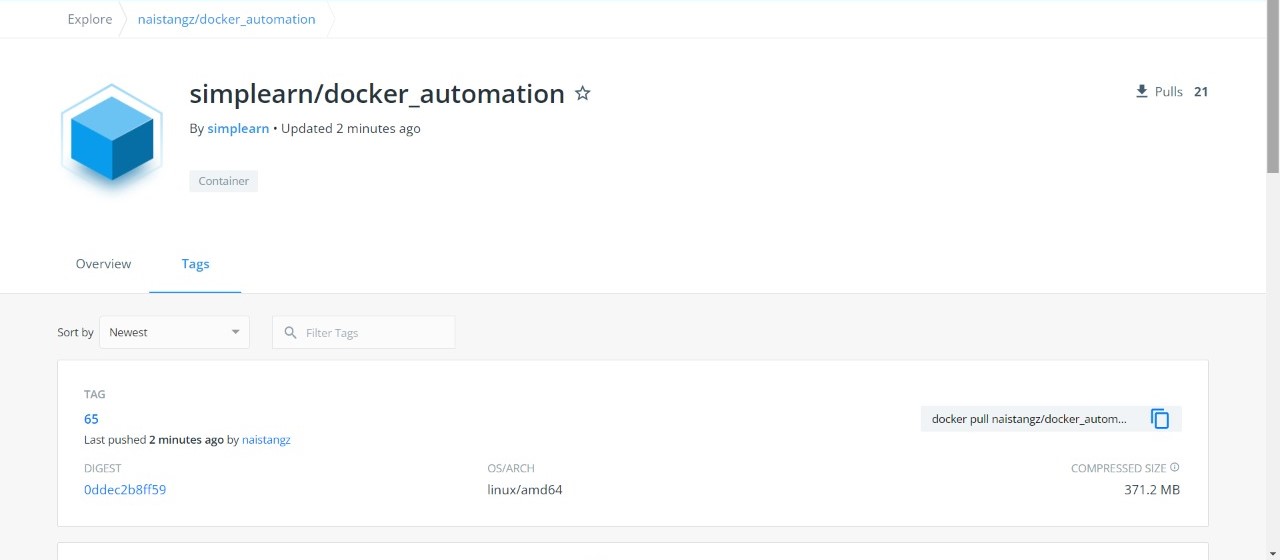 Explore naistangz/docker_automation
simplearn/docker_automation
Pulls 21
By simplearn • Updated 2 minutes ago
Container
Overview Tags
Sort by Newest Filter Tags
TAG
65
docker pull naistangz/docker_autom...
Last pushed 2 minutes ago by naistangz
DIGEST OS/ARCH COMPRESSED SIZE
0ddec2b8ff59 linux/amd64 371.2 MB